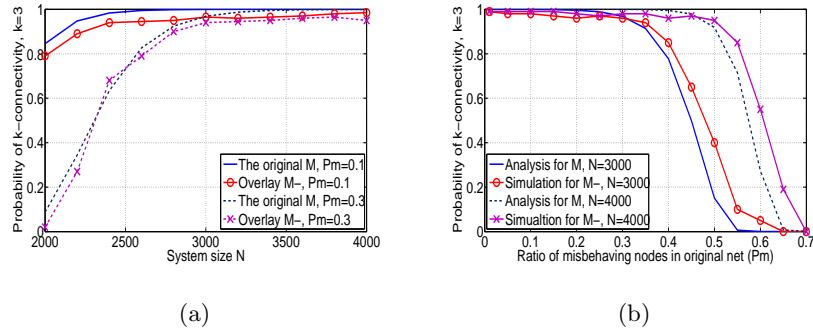 Probability of k−connectivity, k=3
1
0.8
0.6
0.4
0.2
0
The original M, Pm=0.1
Overlay M−, Pm=0.1
The original M, Pm=0.3
Overlay M−, Pm=0.3
2000 2500 3000 3500 4000
System size N
(a)
Probability of k−connectivity, k=3
1
0.8
0.6
0.4
0.2
0
Analysis for M, N=3000
Simulation for M−, N=3000
Analysis for M, N=4000
Simualtion for M−, N=4000
0 0.1 0.2 0.3 0.4 0.5 0.6 0.7
Ratio of misbehaving nodes in original net (Pm)
(b)